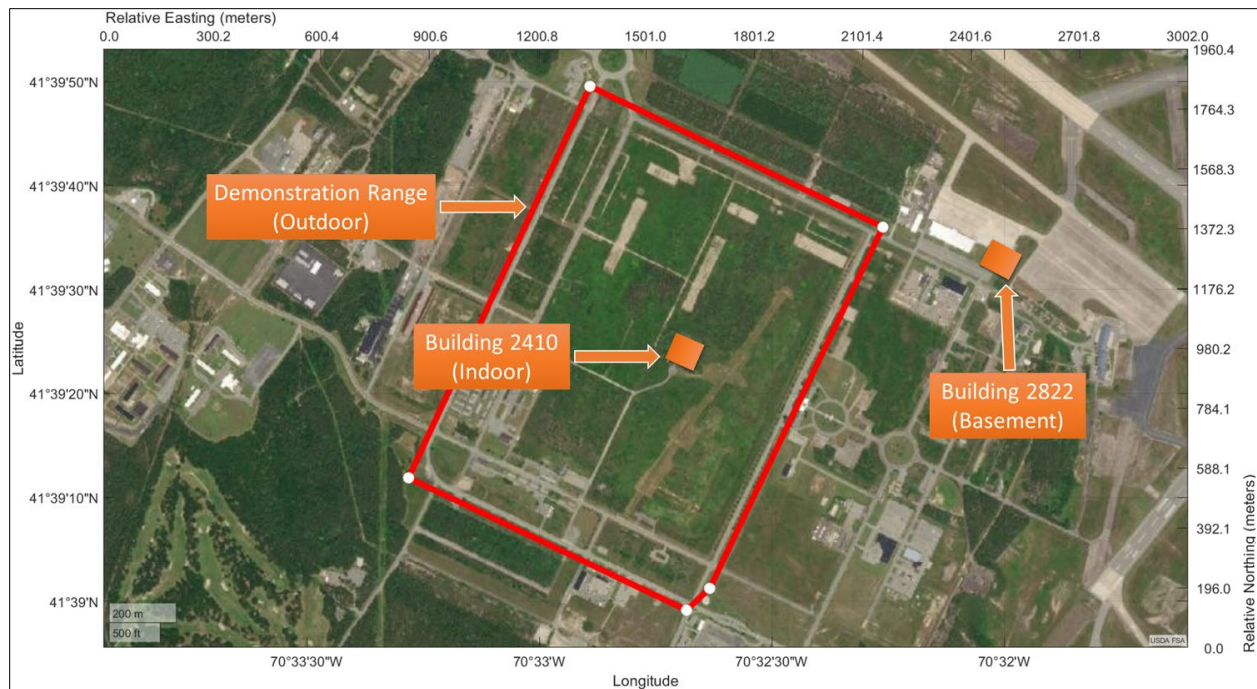 Relative Easting (meters)
0.0 300.2 600.4 900.6 1200.8 1501.0 1801.2 2101.4 2401.6 2701.8 3002.0
1960.4
41°39'50"N
1764.3
Demonstration Range
(Outdoor)
41°39'40"N
1568.3
1372.3
41°39'30"N
1176.2
Building 2410
(Indoor)
980.2
Building 2822
(Basement)
41°39'20"N
784.1
588.1
41°39'10"N
392.1
41°39'N
196.0
200 m
500 ft
USDA FSA
0.0
70°33'30"W 70°33'W 70°32'30"W 70°32'W
Longitude
Latitude
Relative Northing (meters)